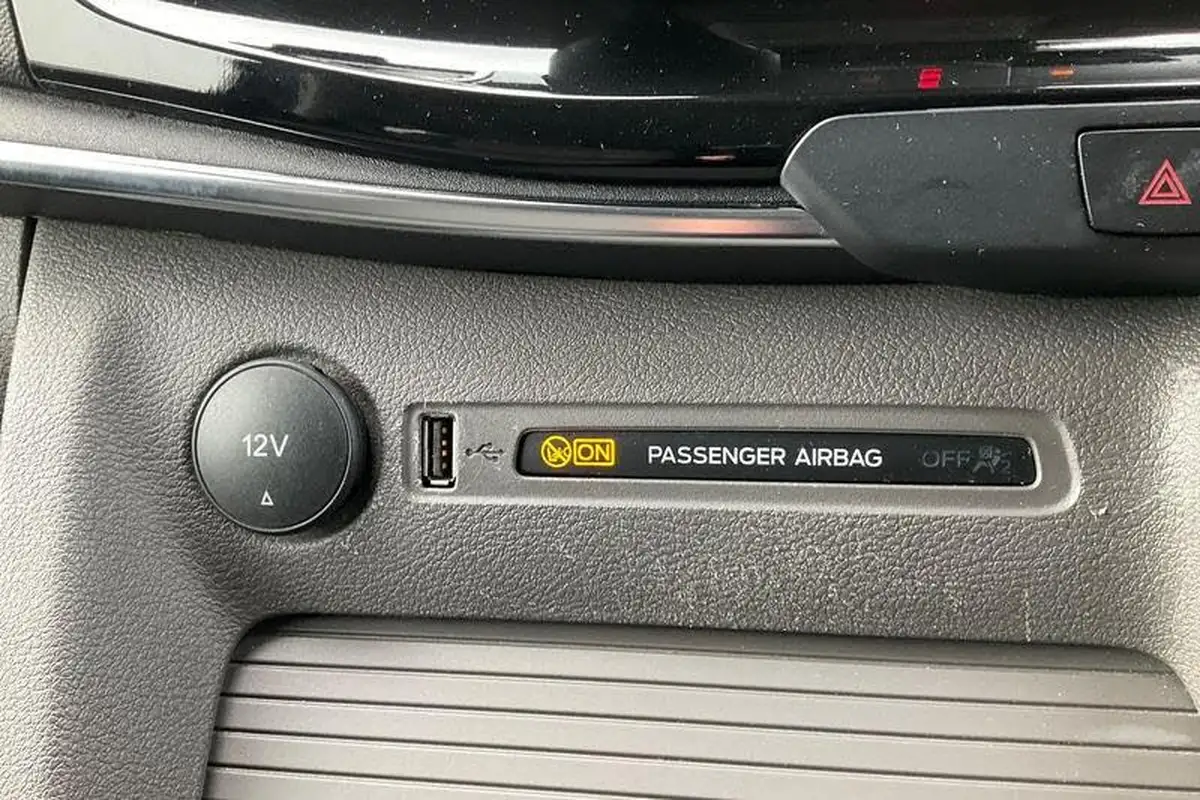 12V
ON PASSENGER AIRBAG OFF